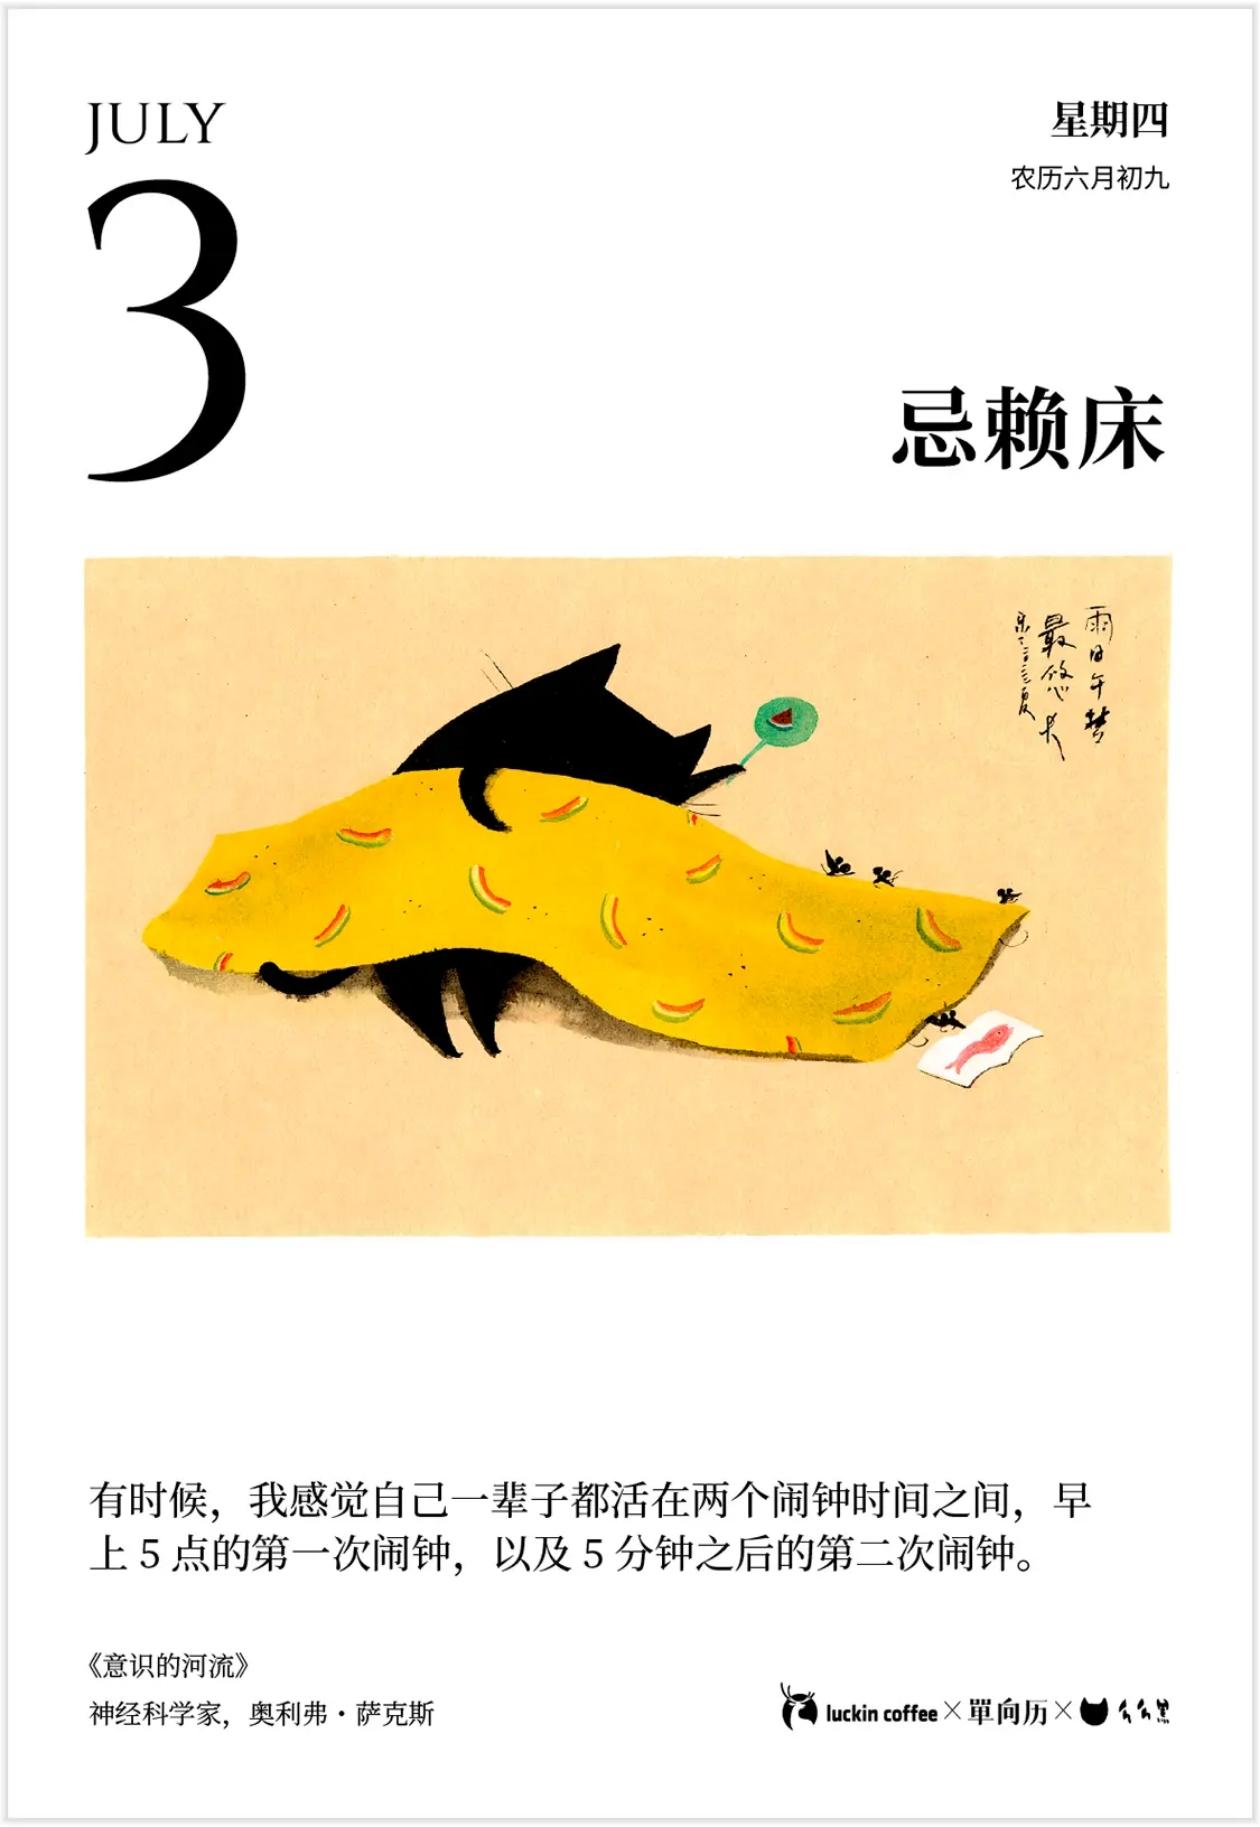 JULY
3
星期四
农历六月初九
忌赖床
雨日午梦
最悠长
有时候，我感觉自己一辈子都活在两个闹钟时间之间，早
上 5 点的第一次闹钟，以及 5 分钟之后的第二次闹钟。
《意识的河流》
神经科学家，奥利弗·萨克斯
luckin coffee×單向历×么么黑